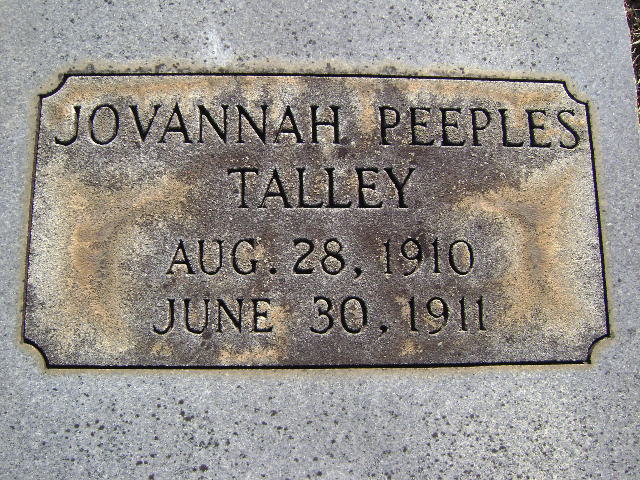 JOVANNAH PEEPLES
TALLEY
AUG. 28, 1910
JUNE 30, 1911